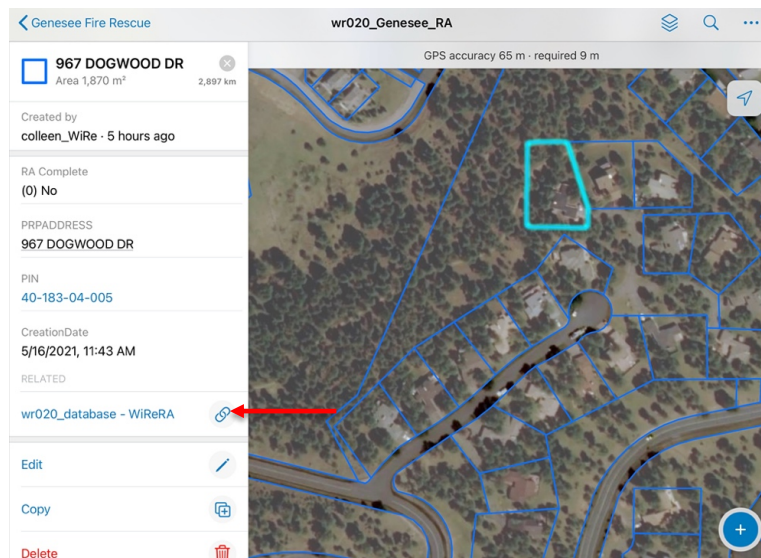 Genesee Fire Rescue
wr020_Genesee_RA
GPS accuracy 65 m · required 9 m
967 DOGWOOD DR
Area 1,870 m²
2,897 km
Created by
colleen_WiRe · 5 hours ago
RA Complete
(0) No
PRPADDRESS
967 DOGWOOD DR
PIN
40-183-04-005
CreationDate
5/16/2021, 11:43 AM
RELATED
wr020_database - WiReRA
Edit
Copy
Delete